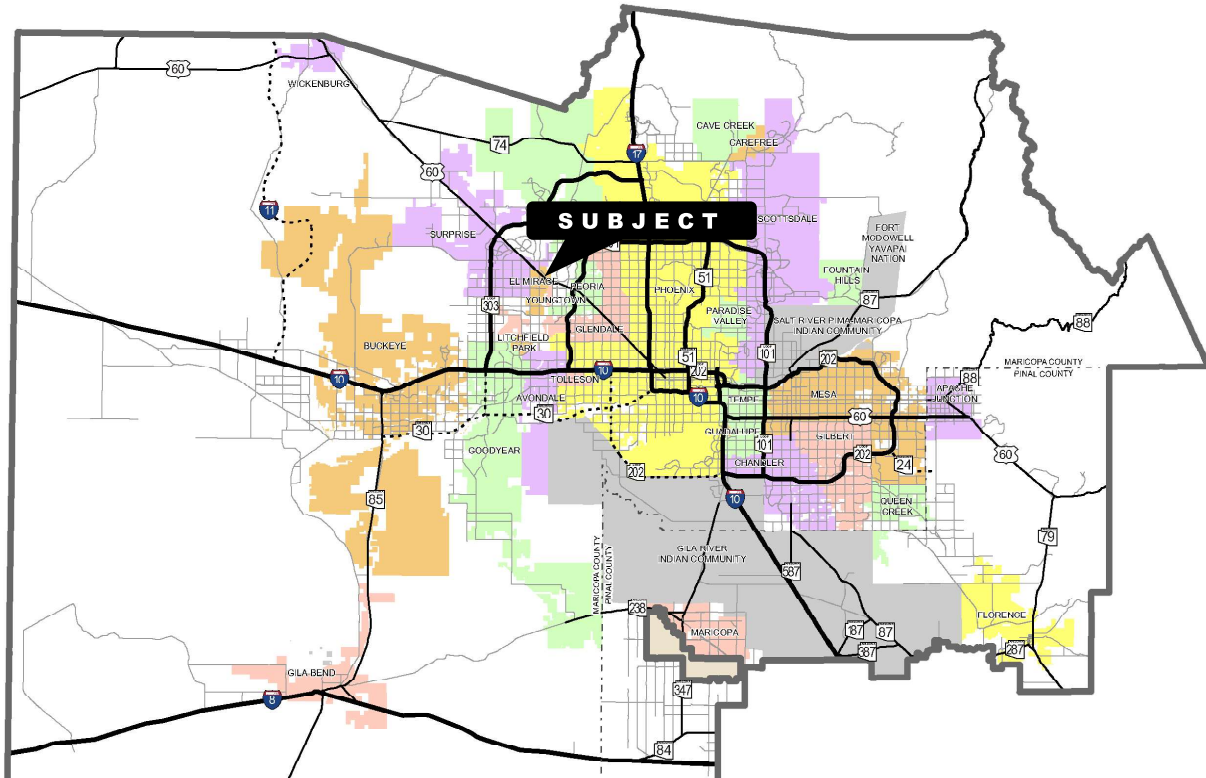 60
WICKENBURG
17
CAVE CREEK
CAREFREE
74
60
11
SURPRISE
SUBJECT
SCOTTSDALE
FORT
MCDOWELL
YAVAPAI
NATION
FOUNTAIN
HILLS
87
51
EL MIRAGE
PEORIA
PHOENIX
YOUNGTOWN
303
PARADISE
VALLEY
SALT RIVER PIMA-MARICOPA
INDIAN COMMUNITY
88
GLENDALE
LITCHFIELD
PARK
BUCKEYE
51
101
202
202
MARICOPA COUNTY
PINAL COUNTY
10
10
TOLLESON
88
APACHE
JUNCTION
10
AVONDALE
30
TEMPE
MESA
60
30
GUADALUPE
GILBERT
101
GOODYEAR
CHANDLER
202
24
60
202
85
10
QUEEN
CREEK
79
GILA RIVER
INDIAN COMMUNITY
MARICOPA COUNTY
PINAL COUNTY
587
238
MARICOPA
FLORENCE
187
87
387
287
GILA BEND
8
347
84